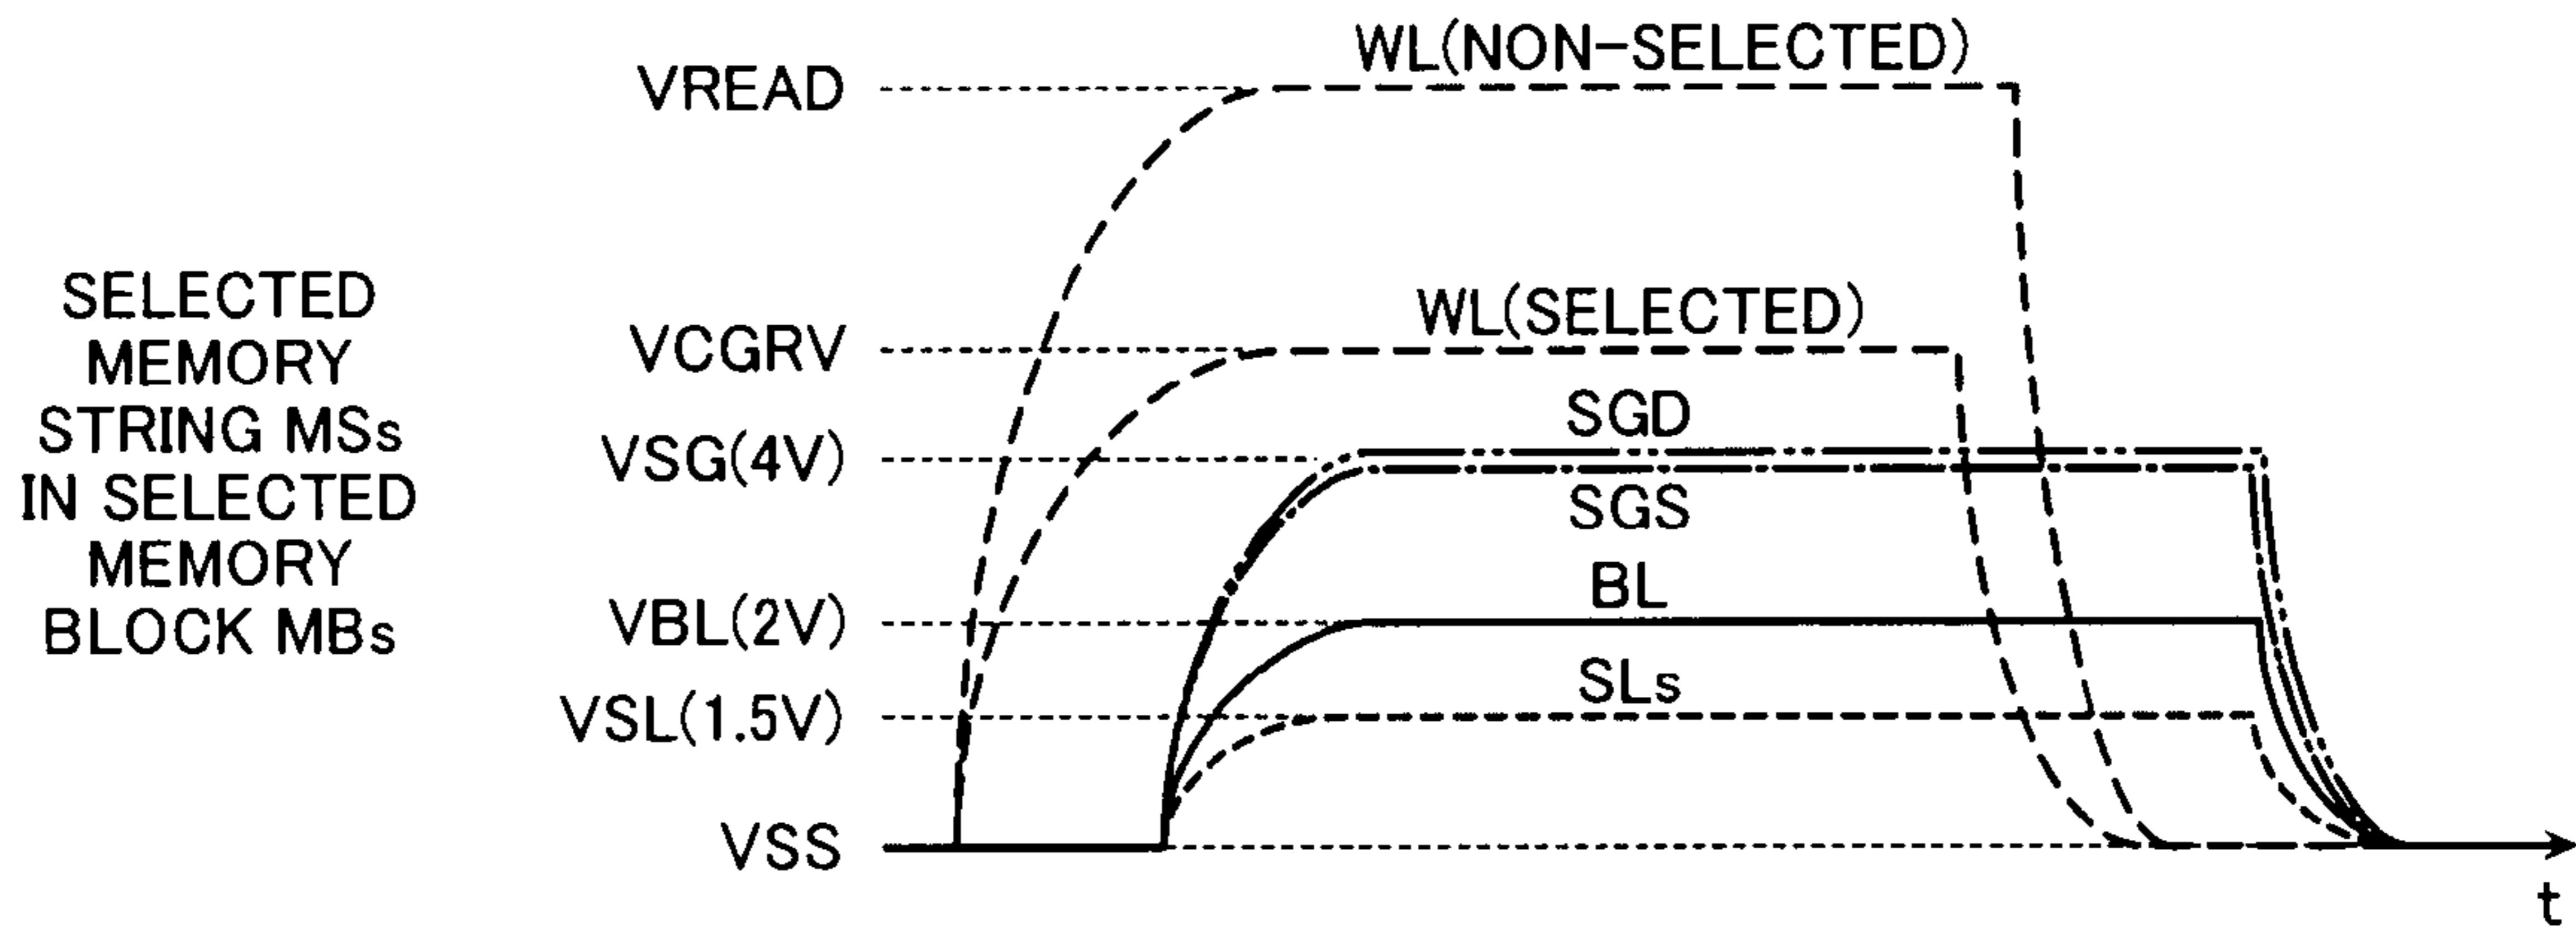 SELECTED
MEMORY
STRING MSs
IN SELECTED
MEMORY
BLOCK MBs
VREAD
VCGRV
VSG(4V)
VBL(2V)
VSL(1.5V)
VSS
WL(NON-SELECTED)
WL(SELECTED)
SGD
SGS
BL
SLs
t